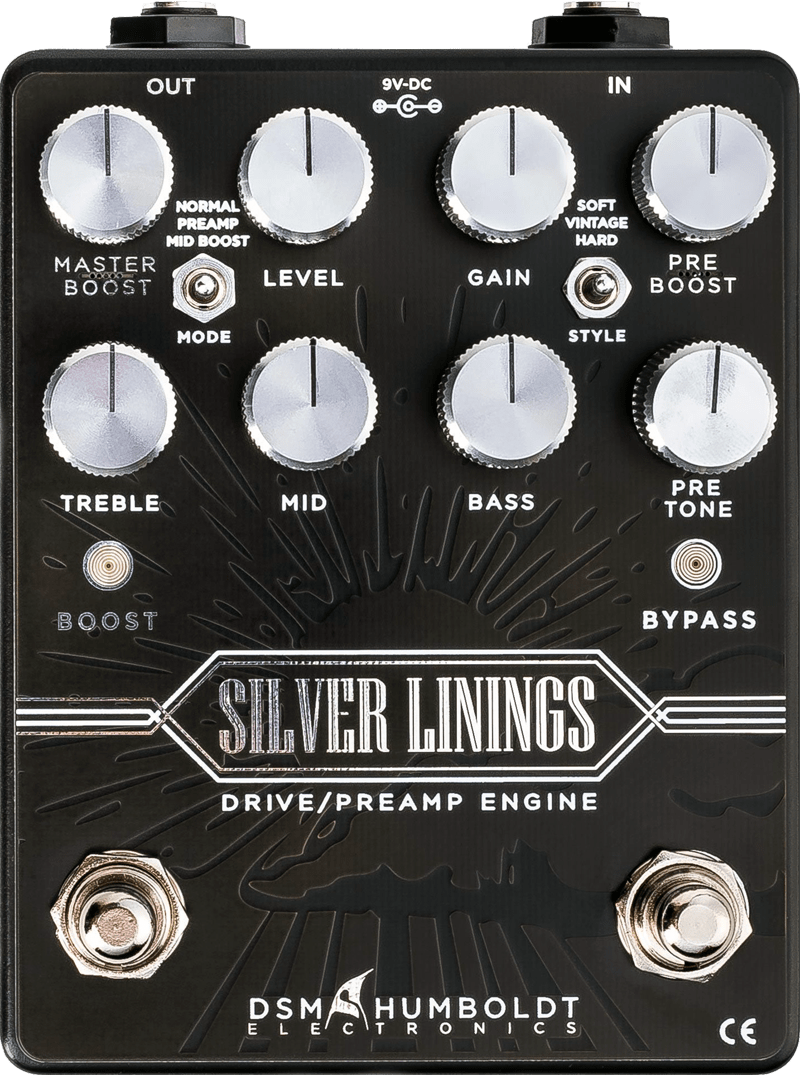 OUT
9V-DC
IN
NORMAL
PREAMP
MID BOOST
SOFT
VINTAGE
HARD
MASTER
BOOST
LEVEL
GAIN
PRE
BOOST
MODE
STYLE
TREBLE
MID
BASS
PRE
TONE
BOOST
BYPASS
SILVER LININGS
DRIVE/PREAMP ENGINE
DSM HUMBOLDT
ELECTRONICS
CE